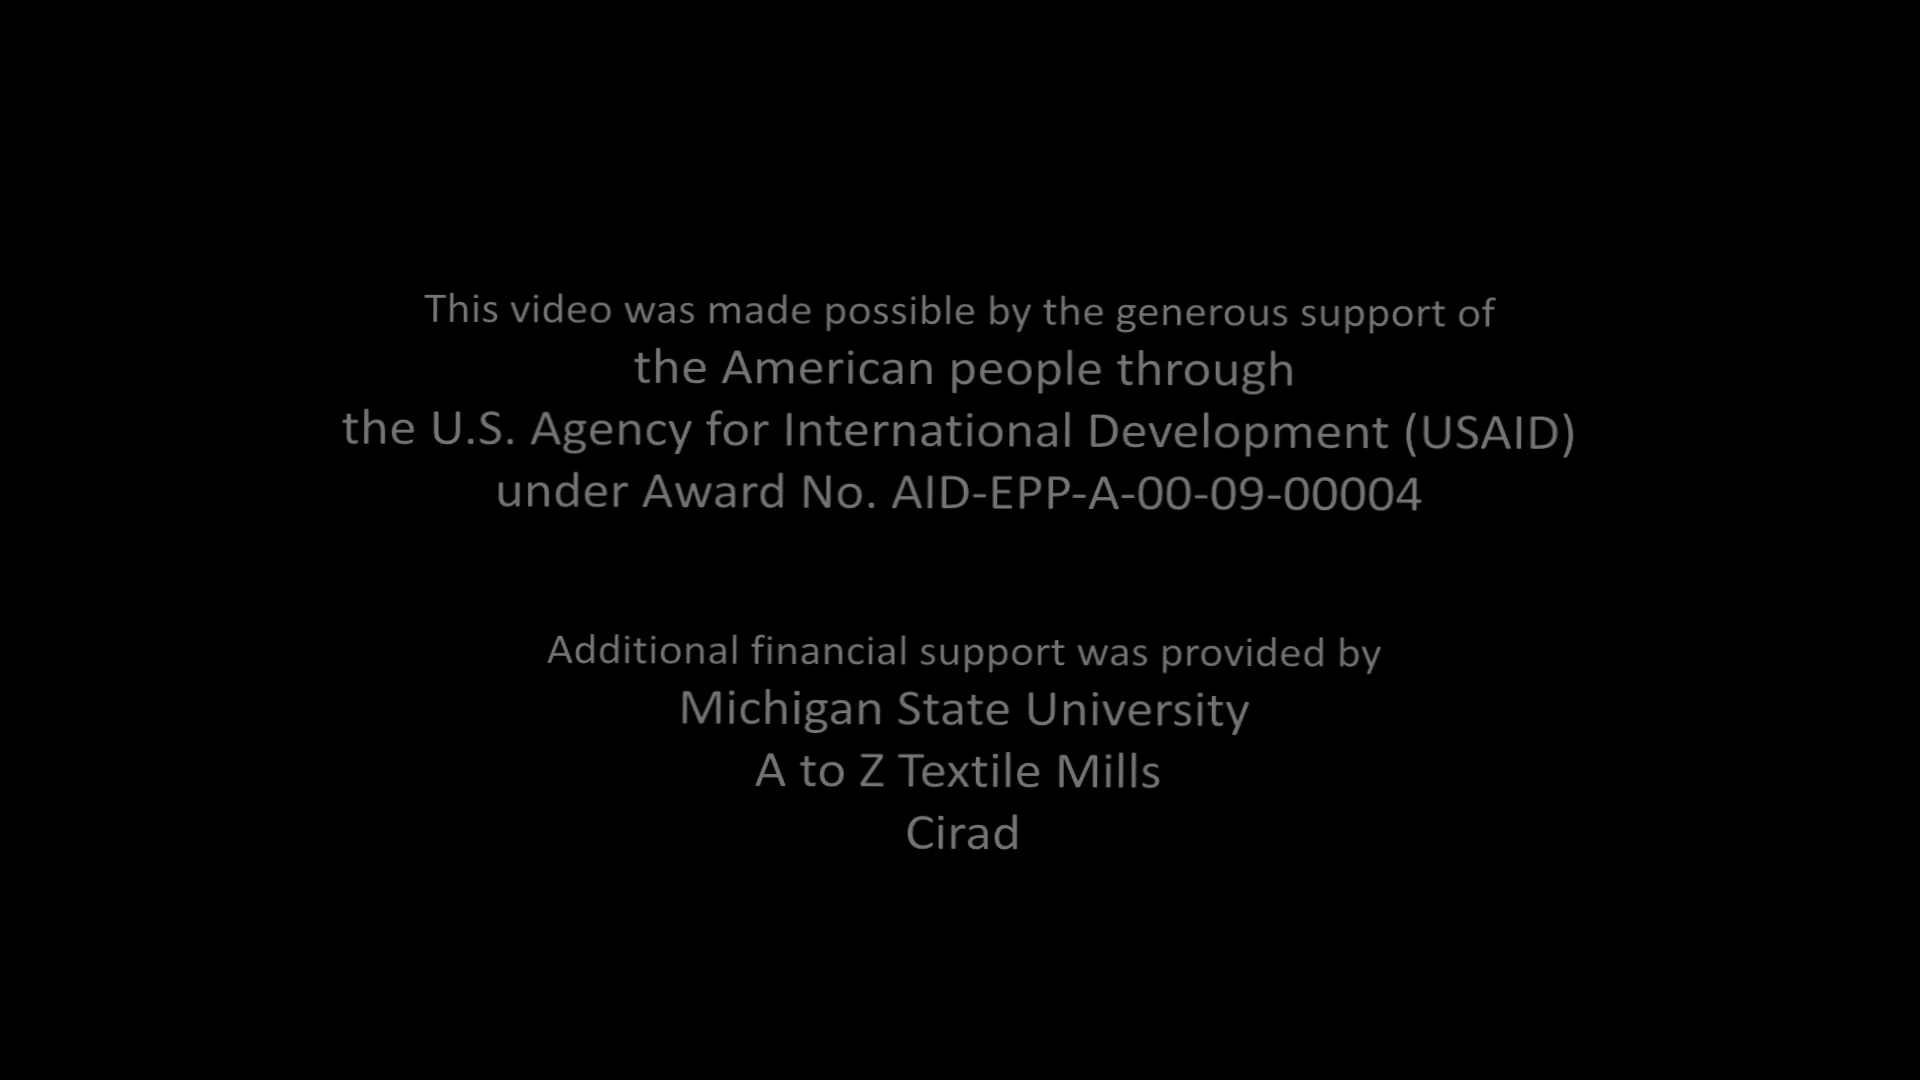 This video was made possible by the generous support of
the American people through
the U.S. Agency for International Development (USAID)
under Award No. AID-EPP-A-00-09-00004
Additional financial support was provided by
Michigan State University
A to Z Textile Mills
Cirad